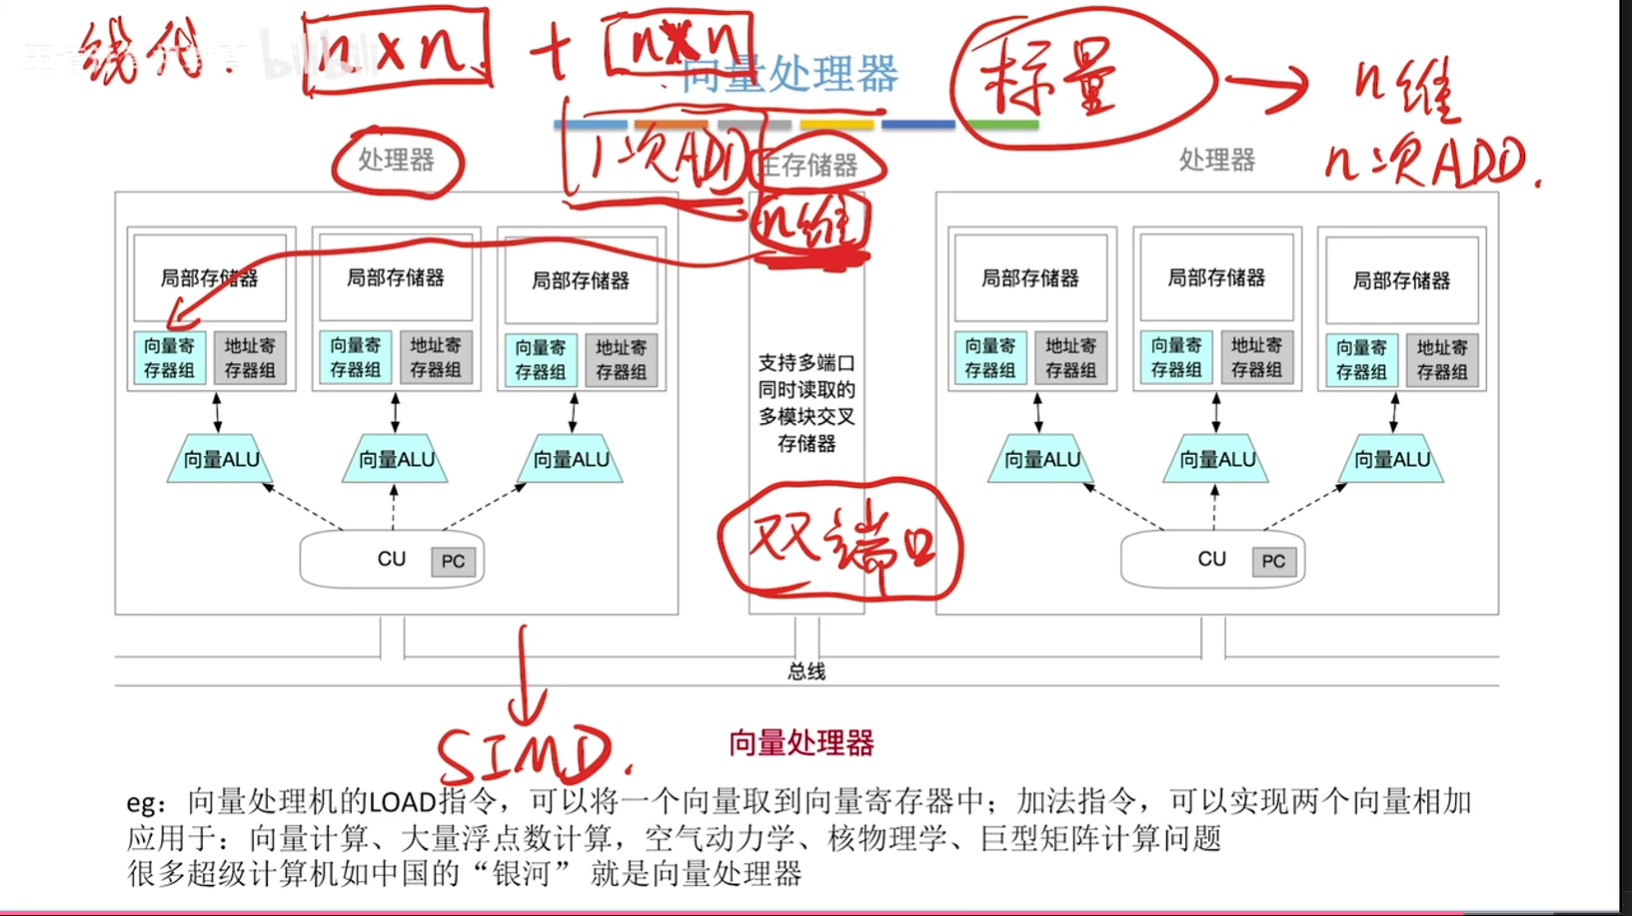 线代. n×n + n×n
向量处理器
标量 → n维
n次ADD.
处理器
1次ADD
主存储器
处理器
n维
局部存储器 局部存储器 局部存储器
局部存储器 局部存储器 局部存储器
向量寄存器组 地址寄存器组 向量寄存器组 地址寄存器组 向量寄存器组 地址寄存器组
支持多端口
同时读取的
多模块交叉
存储器
向量寄存器组 地址寄存器组 向量寄存器组 地址寄存器组 向量寄存器组 地址寄存器组
向量ALU 向量ALU 向量ALU
向量ALU 向量ALU 向量ALU
双端口
CU PC
CU PC
总线
SIMD.
向量处理器
eg：向量处理机的LOAD指令，可以将一个向量取到向量寄存器中；加法指令，可以实现两个向量相加
应用于：向量计算、大量浮点数计算，空气动力学、核物理学、巨型矩阵计算问题
很多超级计算机如中国的“银河” 就是向量处理器
bilibili